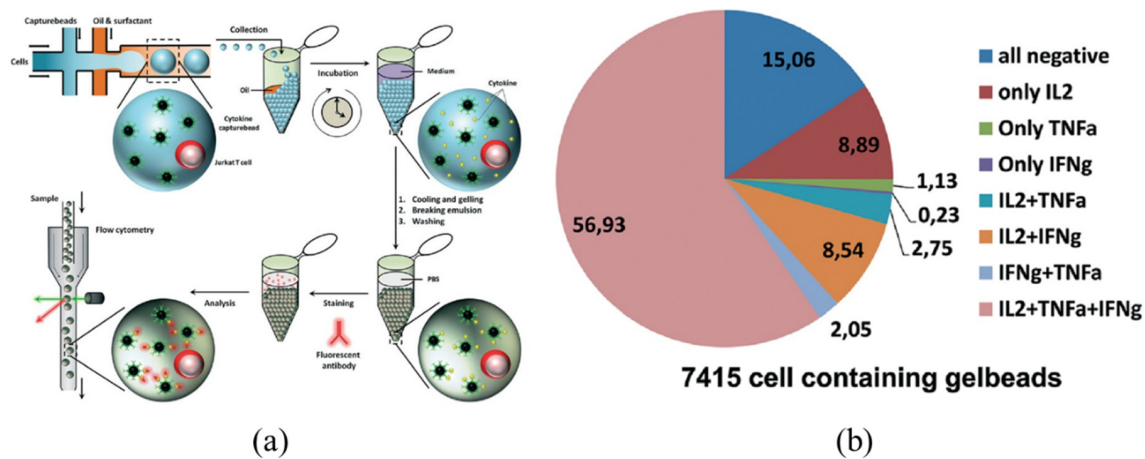 Capturebeads
Oil & surfactant
Cells
Collection
Oil
Incubation
Medium
Cytokine
Cytokine
capturebead
Jurkat T cell
1. Cooling and gelling
2. Breaking emulsion
3. Washing
Sample
Flow cytometry
Analysis
Staining
Fluorescent
antibody
PBS
(a)
15,06
8,89
1,13
0,23
2,75
8,54
2,05
56,93
all negative
only IL2
Only TNFa
Only IFNg
IL2+TNFa
IL2+IFNg
IFNg+TNFa
IL2+TNFa+IFNg
7415 cell containing gelbeads
(b)